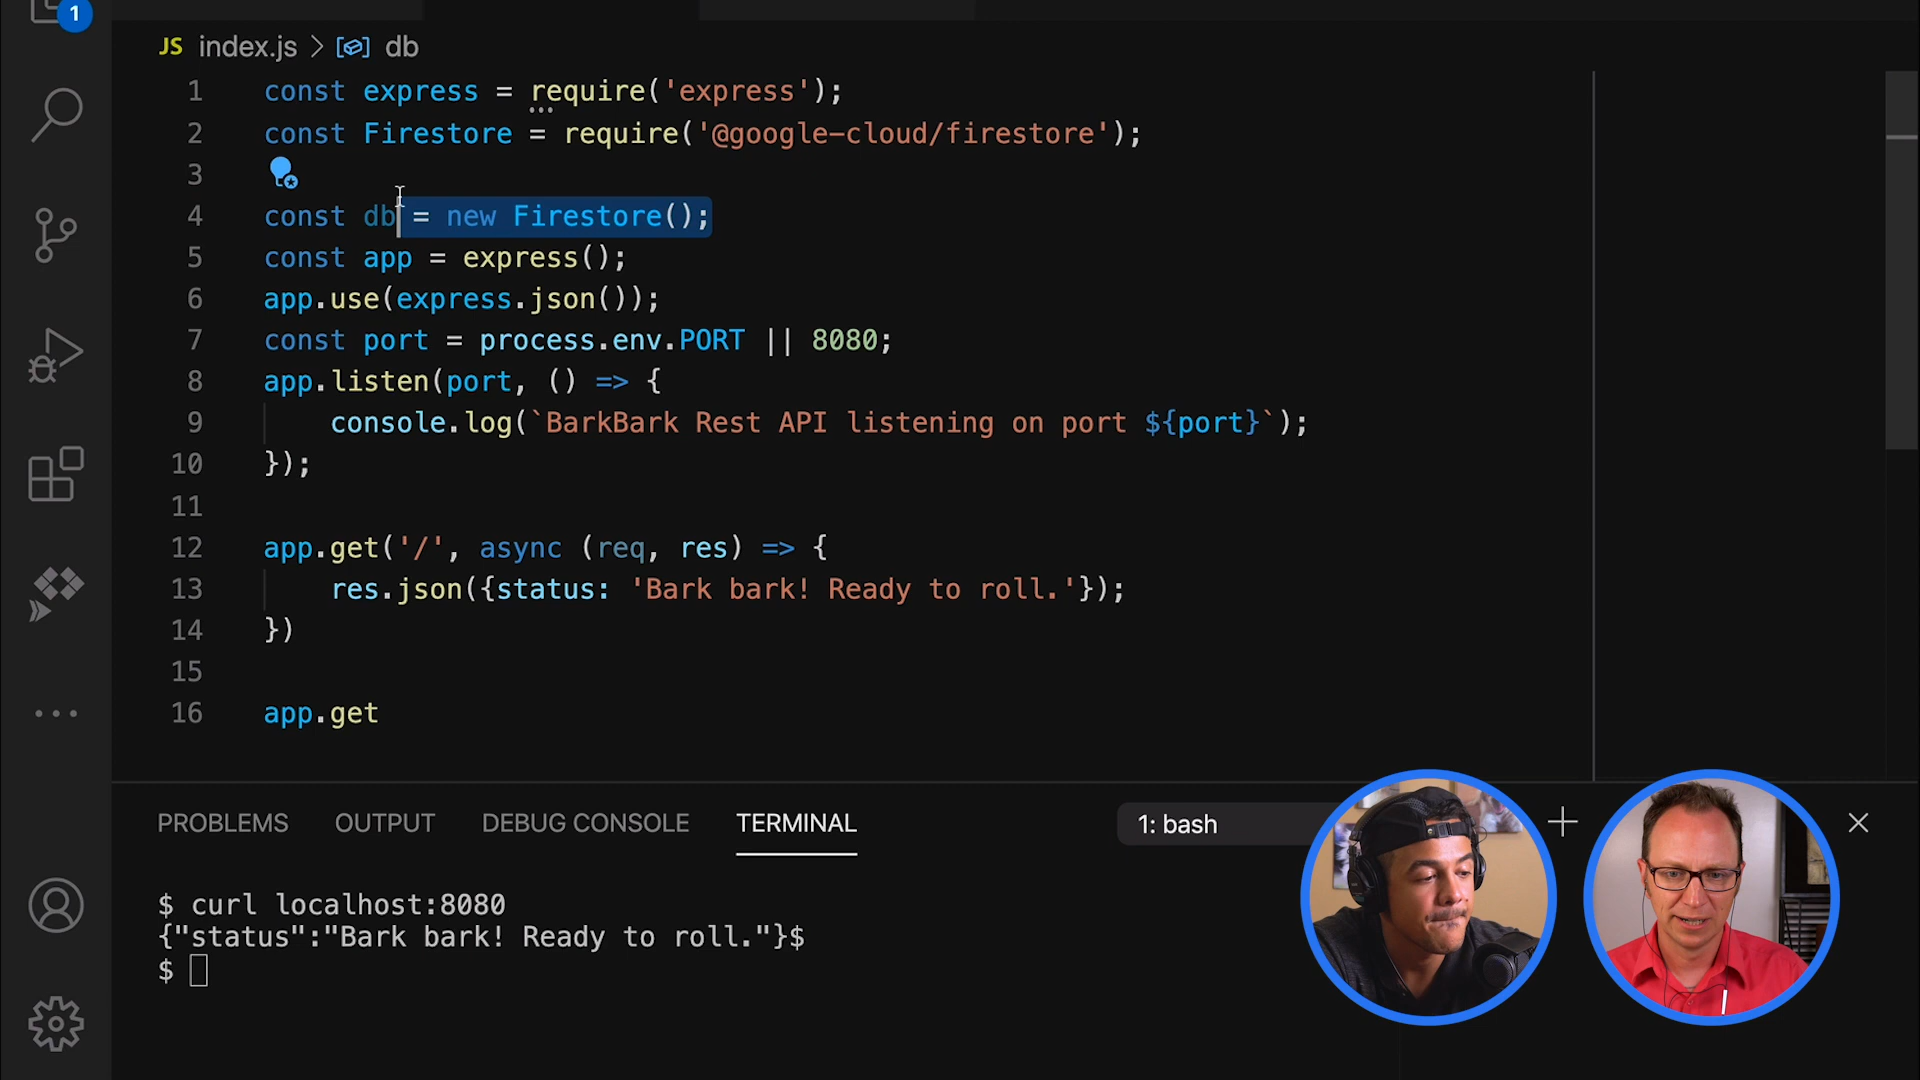 1
JS index.js > db
1 const express = require('express');
2 const Firestore = require('@google-cloud/firestore');
3
4 const db = new Firestore();
5 const app = express();
6 app.use(express.json());
7 const port = process.env.PORT || 8080;
8 app.listen(port, () => {
9 console.log(`BarkBark Rest API listening on port ${port}`);
10 });
11
12 app.get('/', async (req, res) => {
13 res.json({status: 'Bark bark! Ready to roll.'});
14 })
15
16 app.get
PROBLEMS OUTPUT DEBUG CONSOLE TERMINAL 1: bash
$ curl localhost:8080
{"status":"Bark bark! Ready to roll."}$
$